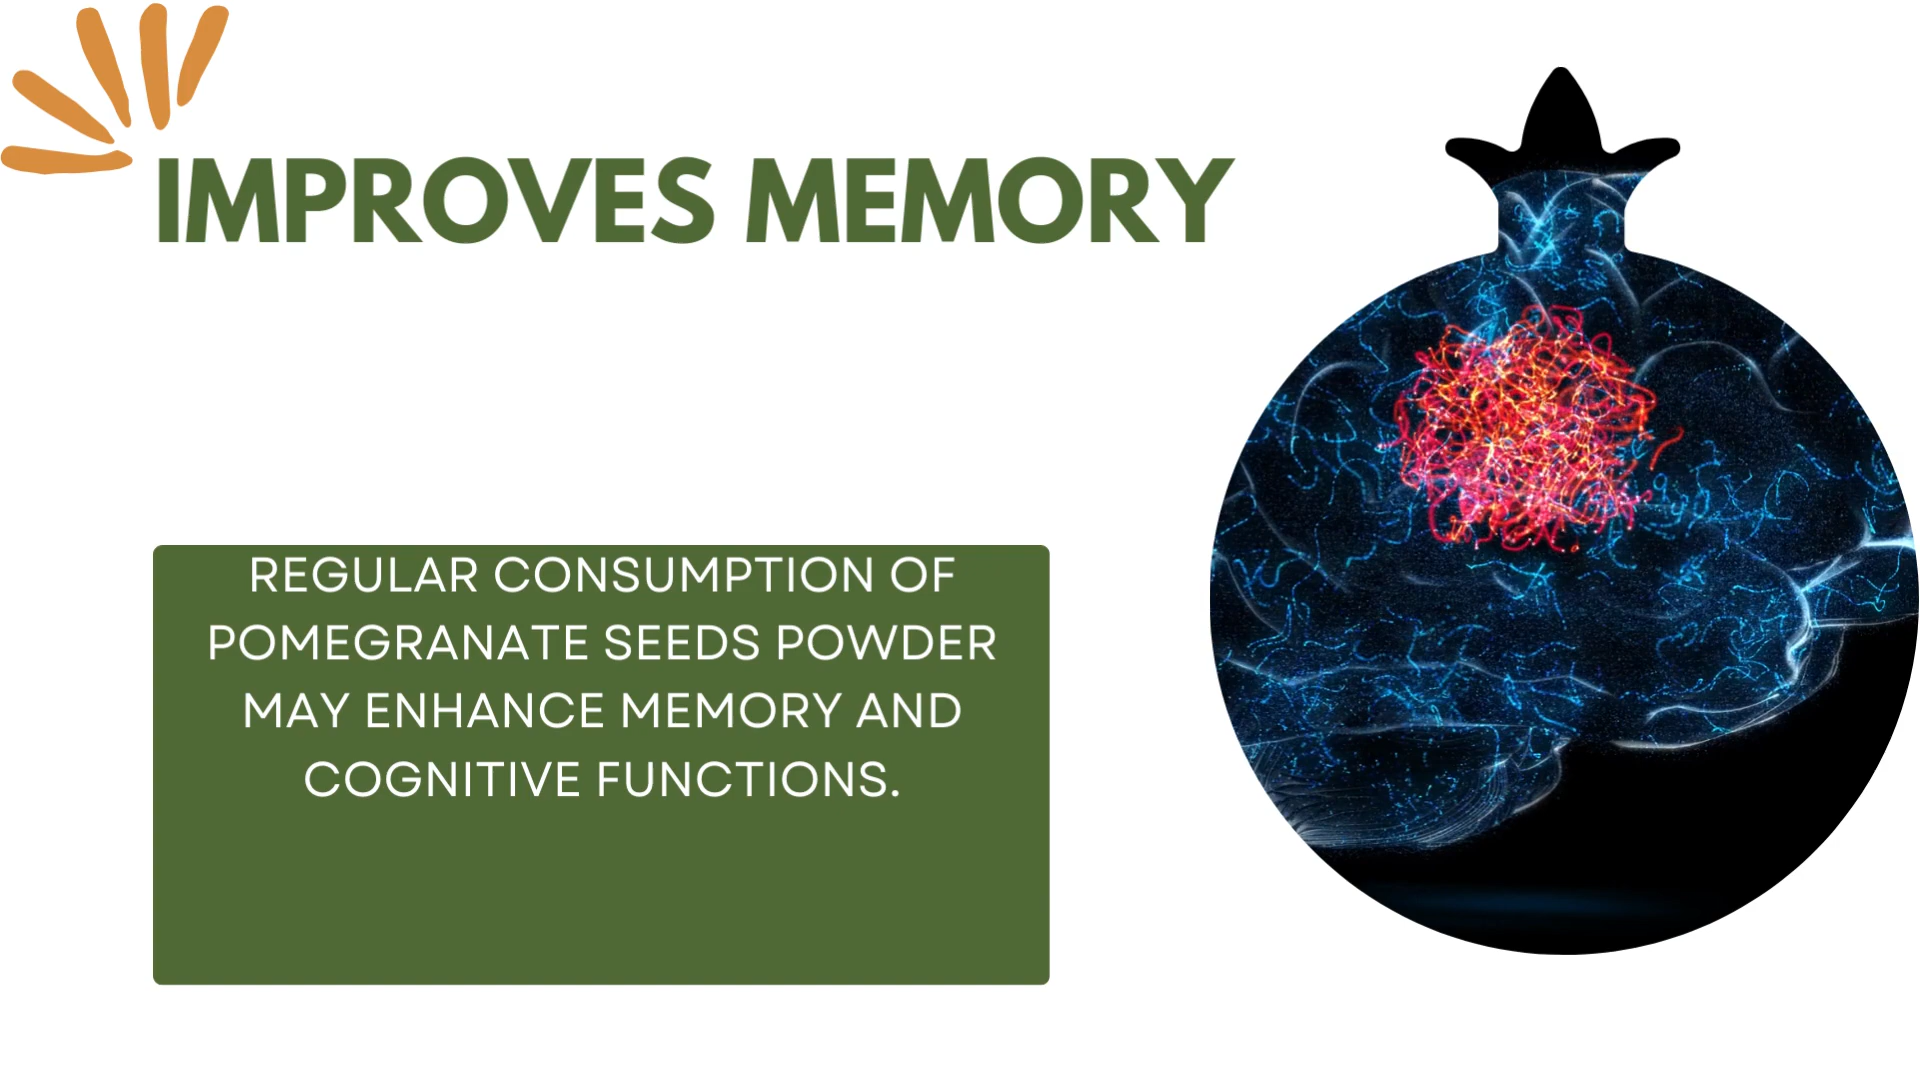 IMPROVES MEMORY
REGULAR CONSUMPTION OF
POMEGRANATE SEEDS POWDER
MAY ENHANCE MEMORY AND
COGNITIVE FUNCTIONS.